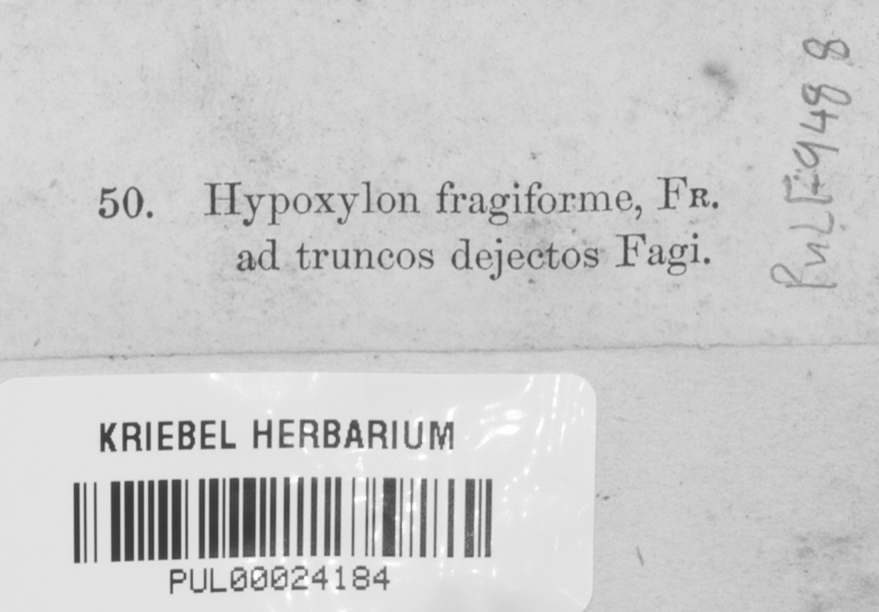 50. Hypoxylon fragiforme, FR.
ad truncos dejectos Fagi.
PUL F9488
KRIEBEL HERBARIUM
PUL00024184